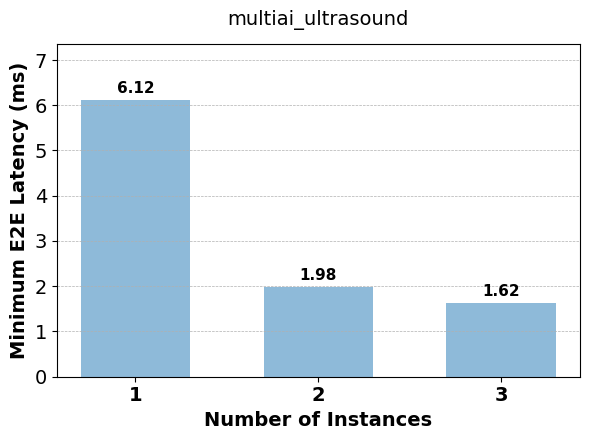 multiai_ultrasound
Minimum E2E Latency (ms)
7
6
5
4
3
2
1
0
6.12
1.98
1.62
1 2 3
Number of Instances